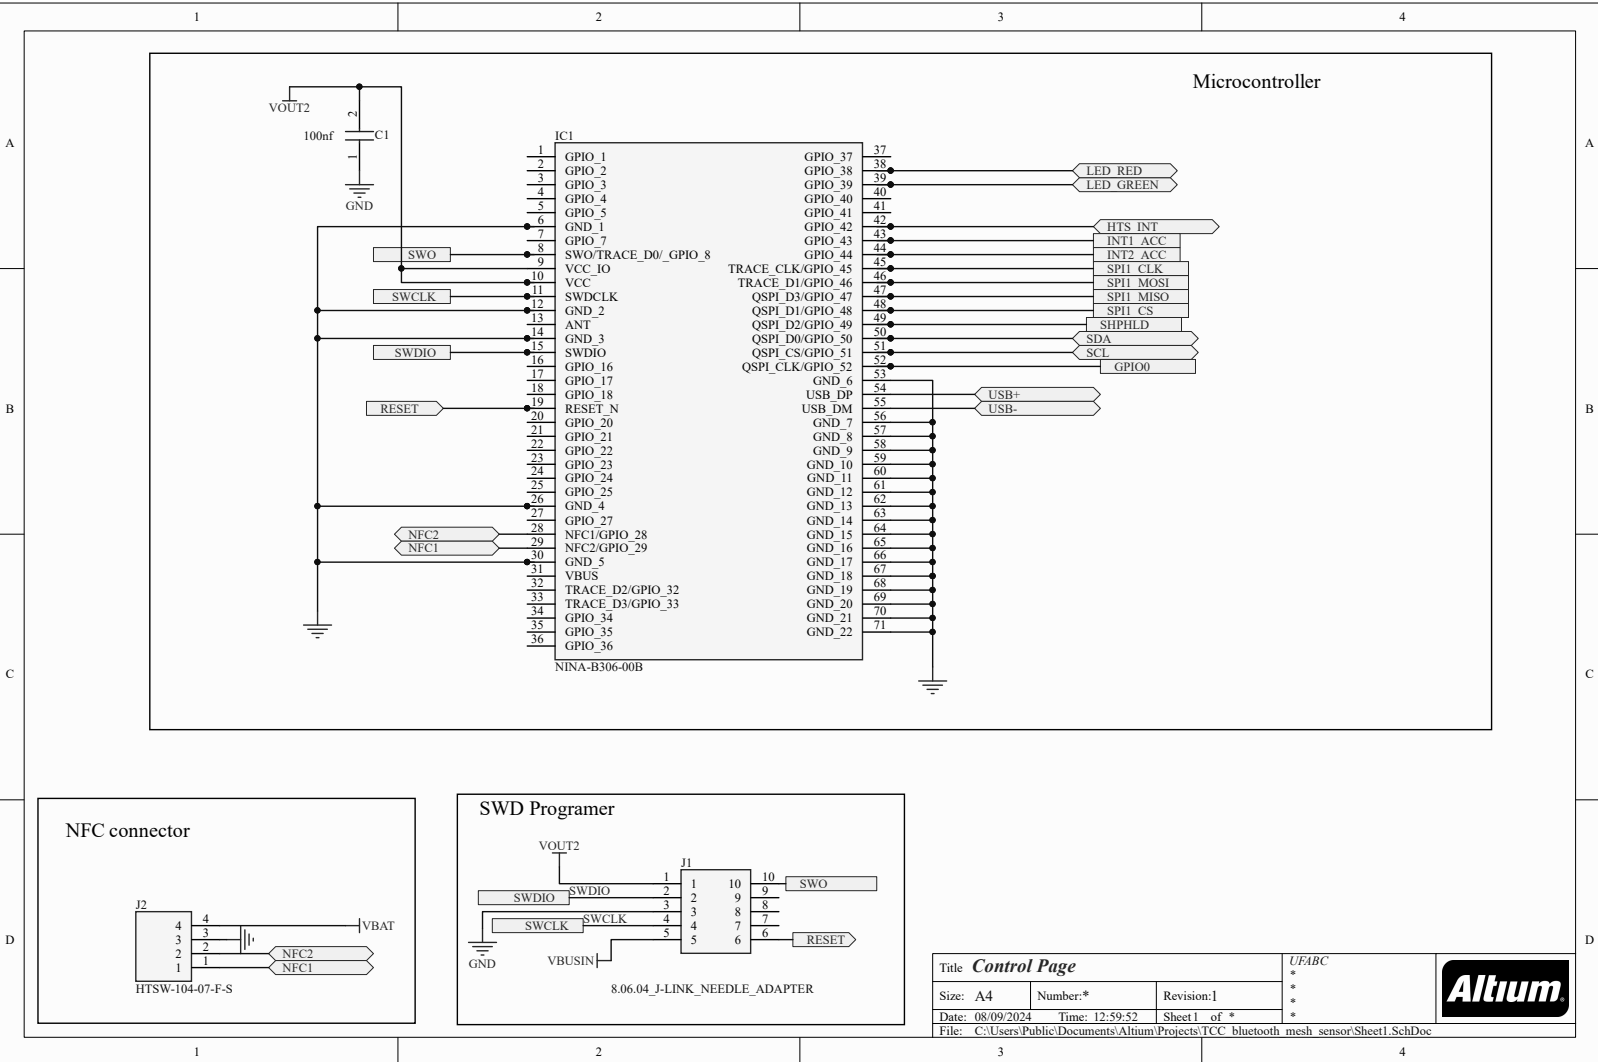 1 2 3 4
Microcontroller
VOUT2
2
100nf C1
1
GND
A A
IC1
1 GPIO_1 GPIO_37 37
2 GPIO_2 GPIO_38 38 LED_RED
3 GPIO_3 GPIO_39 39 LED_GREEN
4 GPIO_4 GPIO_40 40
5 GPIO_5 GPIO_41 41
6 GND_1 GPIO_42 42 HTS_INT
7 GPIO_7 GPIO_43 43 INT1_ACC
SWO 8 SWO/TRACE_D0/_GPIO_8 GPIO_44 44 INT2_ACC
9 VCC_IO TRACE_CLK/GPIO_45 45 SPI1_CLK
10 VCC TRACE_D1/GPIO_46 46 SPI1_MOSI
SWCLK 11 SWDCLK QSPI_D3/GPIO_47 47 SPI1_MISO
12 GND_2 QSPI_D1/GPIO_48 48 SPI1_CS
13 ANT QSPI_D2/GPIO_49 49 SHPHLD
14 GND_3 QSPI_D0/GPIO_50 50 SDA
SWDIO 15 SWDIO QSPI_CS/GPIO_51 51 SCL
16 GPIO_16 QSPI_CLK/GPIO_52 52 GPIO0
17 GPIO_17 GND_6 53
18 GPIO_18 USB_DP 54 USB+
B RESET 19 RESET_N USB_DM 55 USB- B
20 GPIO_20 GND_7 56
21 GPIO_21 GND_8 57
22 GPIO_22 GND_9 58
23 GPIO_23 GND_10 59
24 GPIO_24 GND_11 60
25 GPIO_25 GND_12 61
26 GND_4 GND_13 62
27 GPIO_27 GND_14 63
NFC2 28 NFC1/GPIO_28 GND_15 64
NFC1 29 NFC2/GPIO_29 GND_16 65
30 GND_5 GND_17 66
31 VBUS GND_18 67
32 TRACE_D2/GPIO_32 GND_19 68
33 TRACE_D3/GPIO_33 GND_20 69
34 GPIO_34 GND_21 70
35 GPIO_35 GND_22 71
36 GPIO_36
NINA-B306-00B
C C
NFC connector
J2
4 4 VBAT
3 3
2 2 NFC2
1 1 NFC1
HTSW-104-07-F-S
SWD Programer
VOUT2
J1
1 1 10 10 SWO
SWDIO SWDIO 2 2 9 9
3 3 8 8
SWCLK SWCLK 4 4 7 7
5 5 6 6 RESET
GND
VBUSIN
8.06.04_J-LINK_NEEDLE_ADAPTER
D D
Title Control Page
Size: A4 Number:* Revision:1
Date: 08/09/2024 Time: 12:59:52 Sheet1 of *
File: C:\Users\Public\Documents\Altium\Projects\TCC_bluetooth_mesh_sensor\Sheet1.SchDoc
UFABC
*
*
*
*
Altium.
1 2 3 4